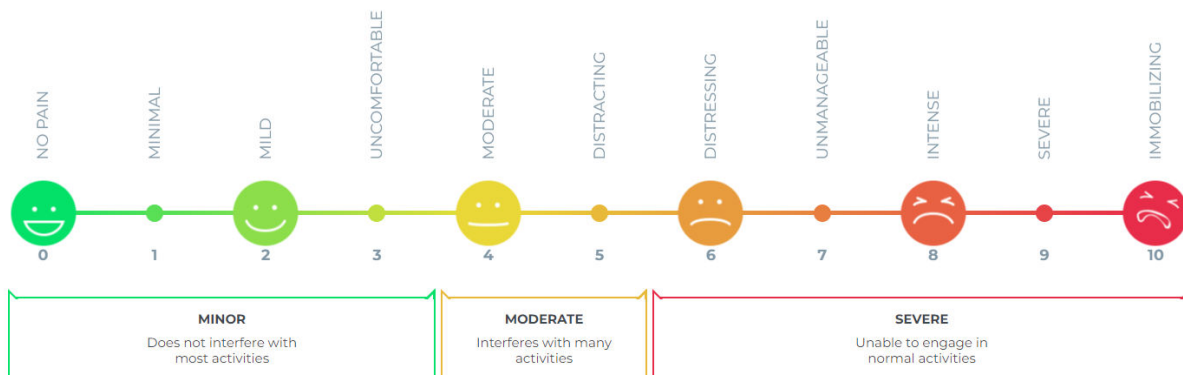 NO PAIN
MINIMAL
MILD
UNCOMFORTABLE
MODERATE
DISTRACTING
DISTRESSING
UNMANAGEABLE
INTENSE
SEVERE
IMMOBILIZING
0 1 2 3 4 5 6 7 8 9 10
MINOR
Does not interfere with
most activities
MODERATE
Interferes with many
activities
SEVERE
Unable to engage in
normal activities